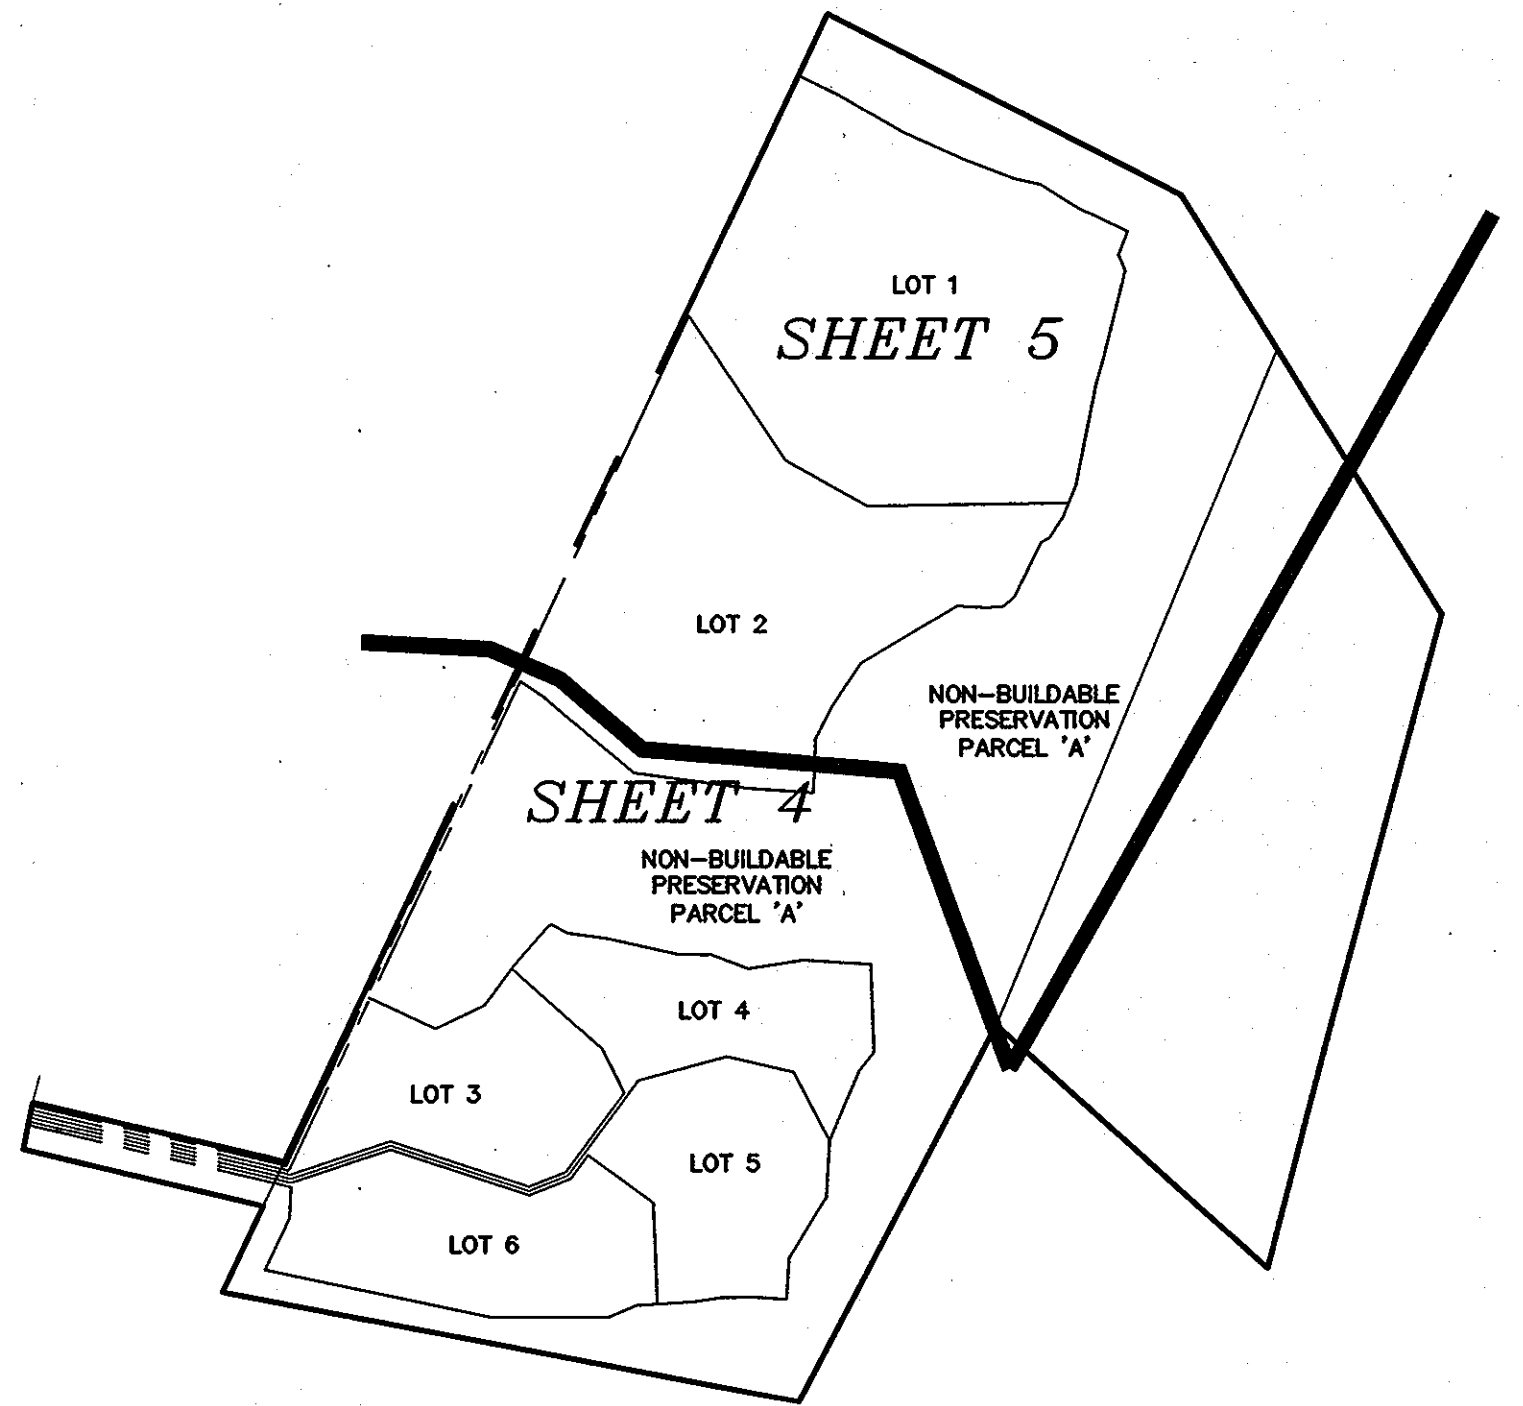 LOT 1
SHEET 5
LOT 2
NON-BUILDABLE
PRESERVATION
PARCEL 'A'
SHEET 4
NON-BUILDABLE
PRESERVATION
PARCEL 'A'
LOT 4
LOT 3
LOT 5
LOT 6